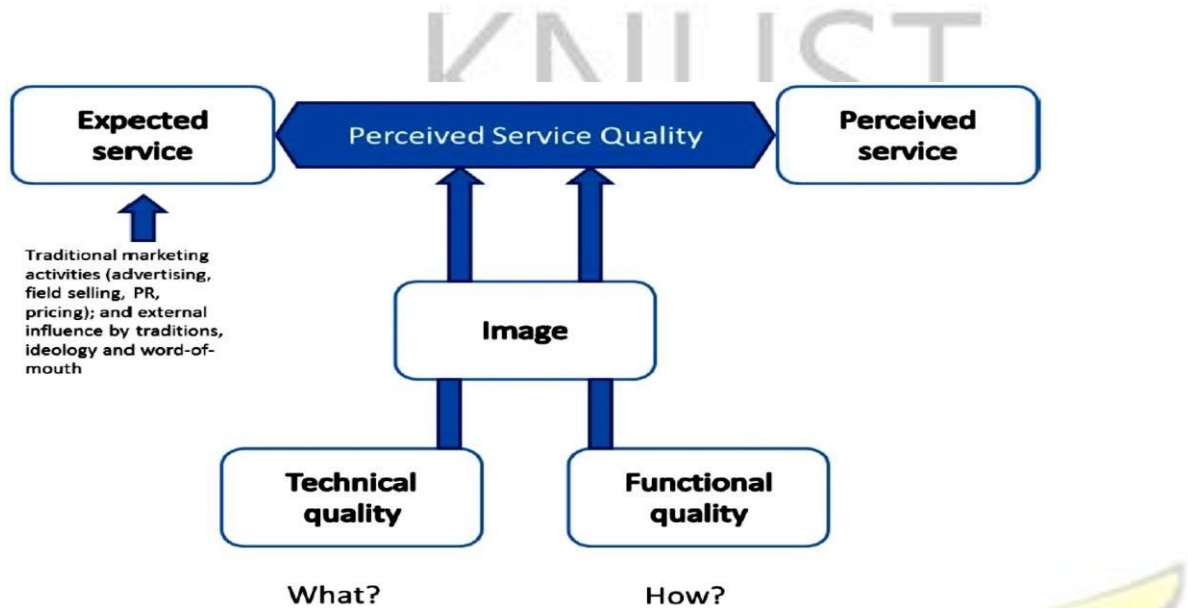 KNUST
Expected
service
Perceived Service Quality
Perceived
service
Traditional marketing
activities (advertising,
field selling, PR,
pricing); and external
influence by traditions,
ideology and word-of-
mouth
Image
Technical
quality
Functional
quality
What?
How?